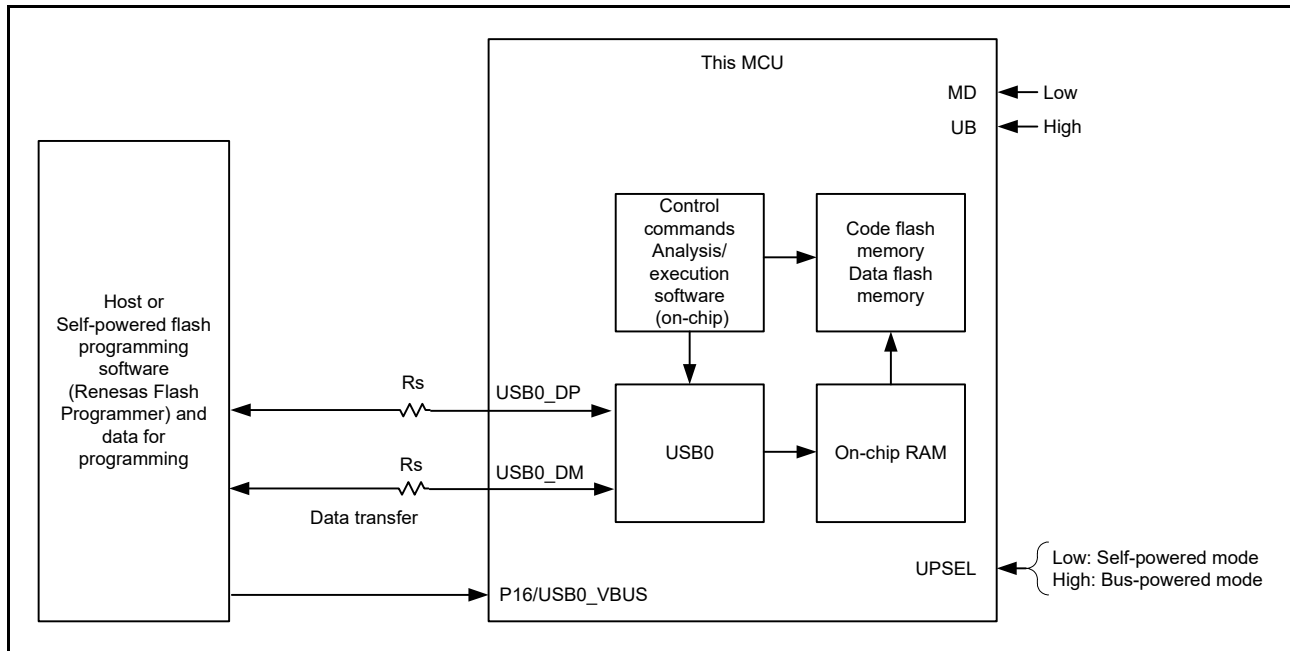 This MCU
MD
Low
UB
High
Control
commands
Analysis/
execution
software
(on-chip)
Code flash
memory
Data flash
memory
Host or
Self-powered flash
programming
software
(Renesas Flash
Programmer) and
data for
programming
Rs
USB0_DP
USB0
On-chip RAM
Rs
USB0_DM
Data transfer
UPSEL
Low: Self-powered mode
High: Bus-powered mode
P16/USB0_VBUS